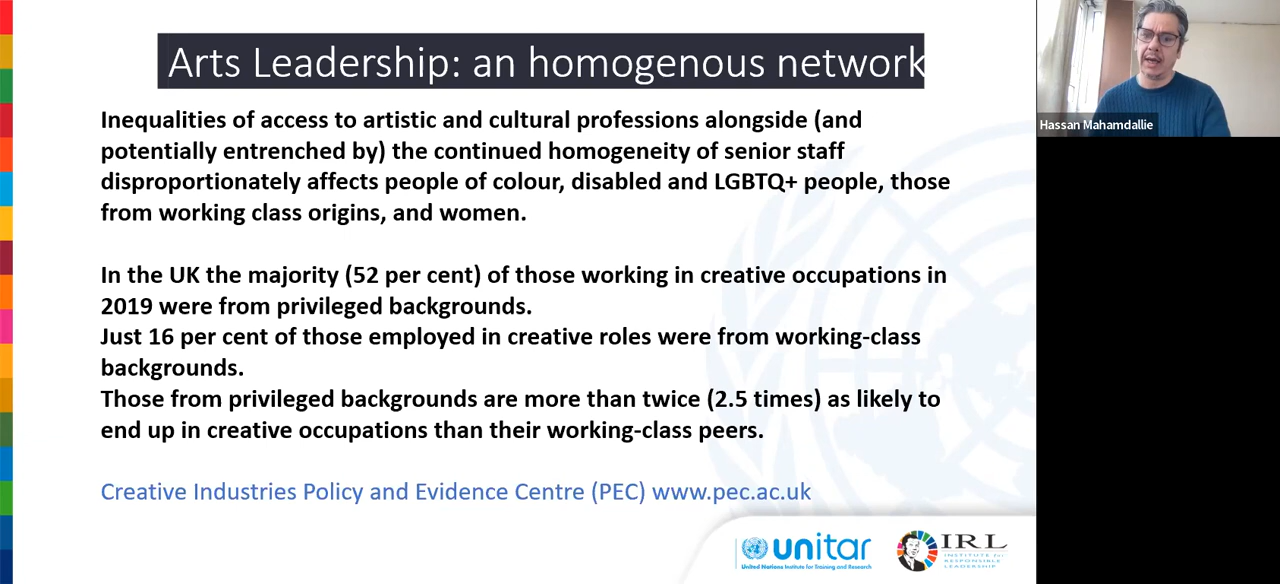 Arts Leadership: an homogenous network
Inequalities of access to artistic and cultural professions alongside (and
potentially entrenched by) the continued homogeneity of senior staff
disproportionately affects people of colour, disabled and LGBTQ+ people, those
from working class origins, and women.
In the UK the majority (52 per cent) of those working in creative occupations in
2019 were from privileged backgrounds.
Just 16 per cent of those employed in creative roles were from working-class
backgrounds.
Those from privileged backgrounds are more than twice (2.5 times) as likely to
end up in creative occupations than their working-class peers.
Creative Industries Policy and Evidence Centre (PEC) www.pec.ac.uk
unitar
United Nations Institute for Training and Research
IRL
INSTITUTE for
RESPONSIBLE
LEADERSHIP
Hassan Mahamdallie